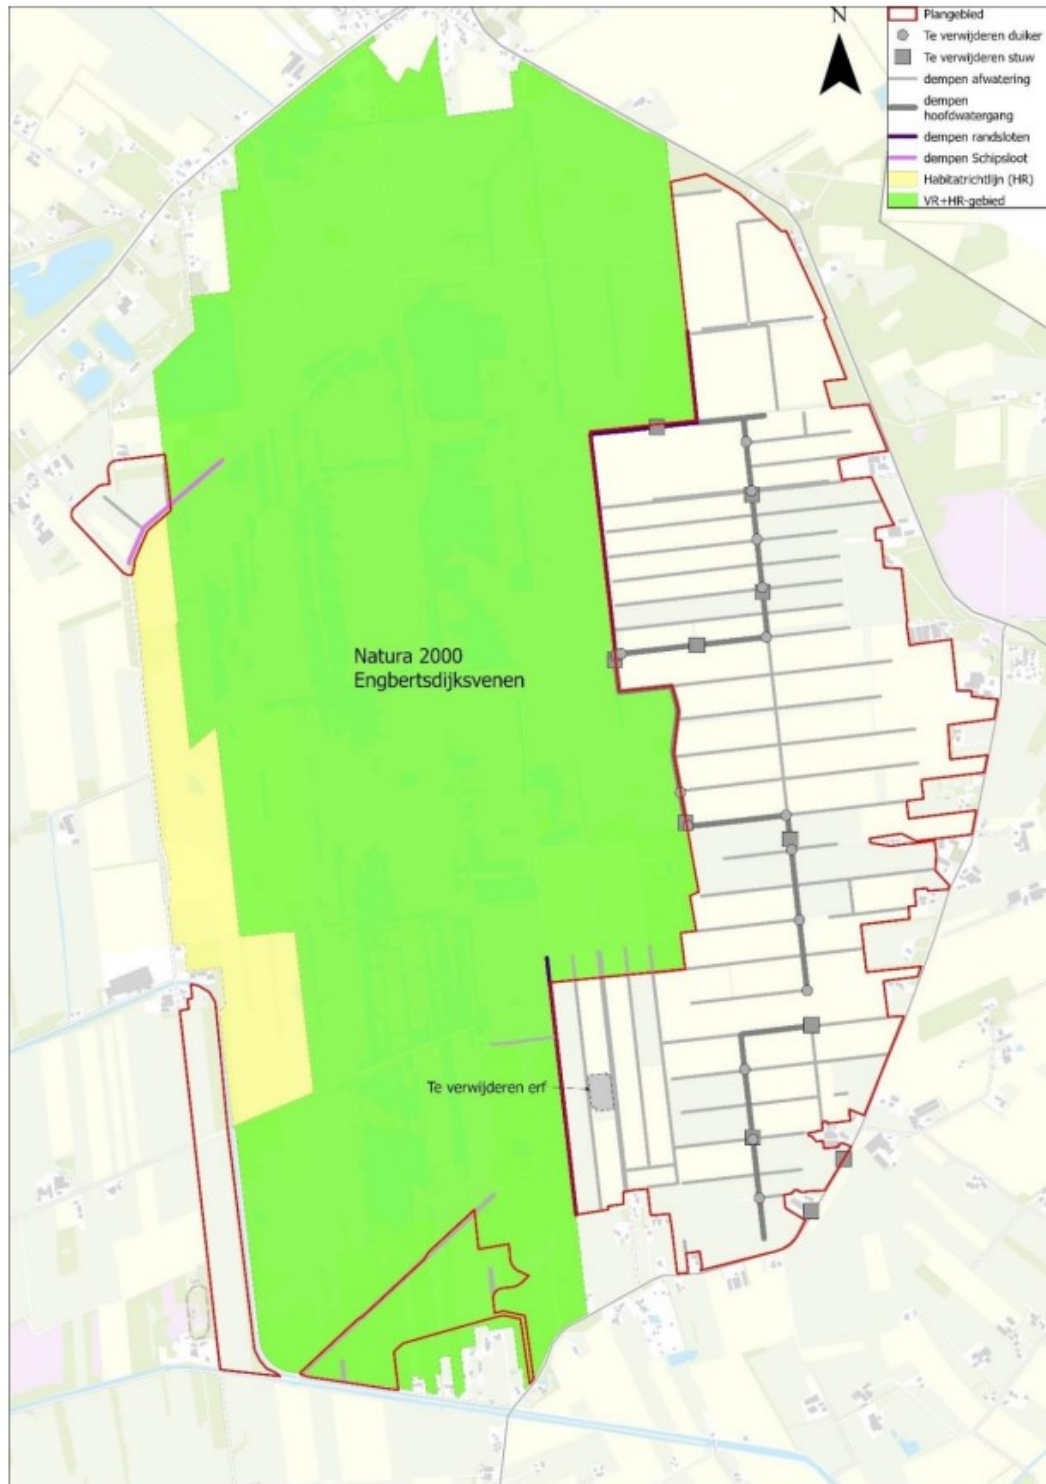 N
Plangebied
Te verwijderen duiker
Te verwijderen stuw
dempen afwatering
dempen
hoofdwatergang
dempen randsloten
dempen Schipsloot
Habitatrichtlijn (HR)
VR+HR-gebied
Natura 2000
Engbertsdijksvenen
Te verwijderen erf